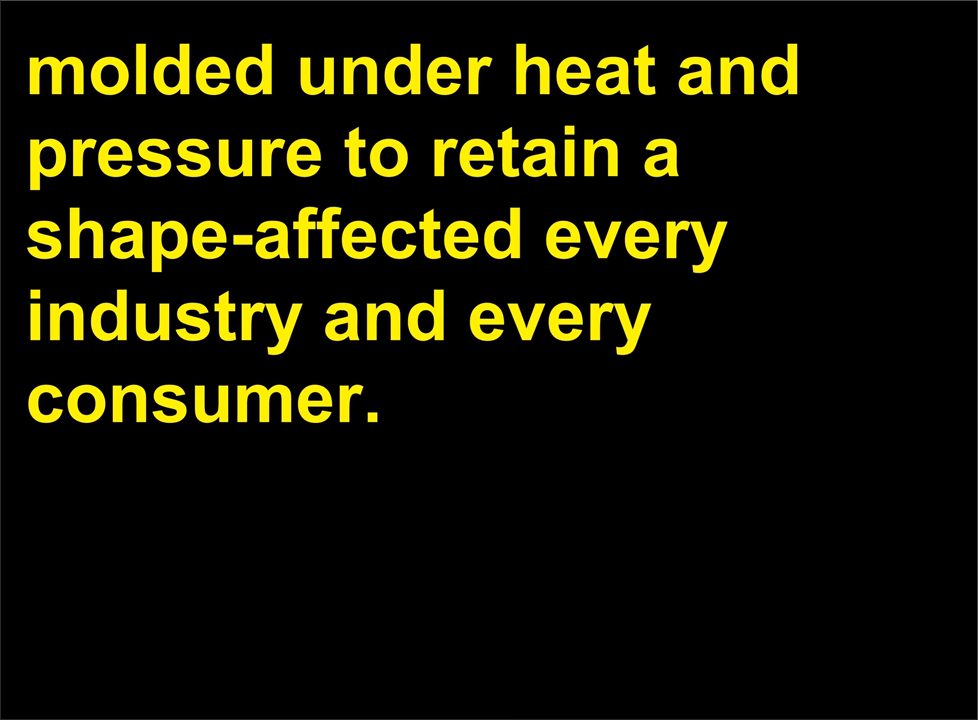 molded under heat and
pressure to retain a
shape-affected every
industry and every
consumer.